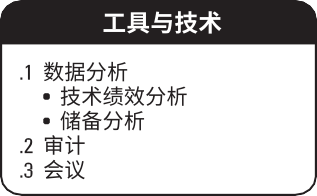 工具与技术
.1 数据分析
• 技术绩效分析
• 储备分析
.2 审计
.3 会议